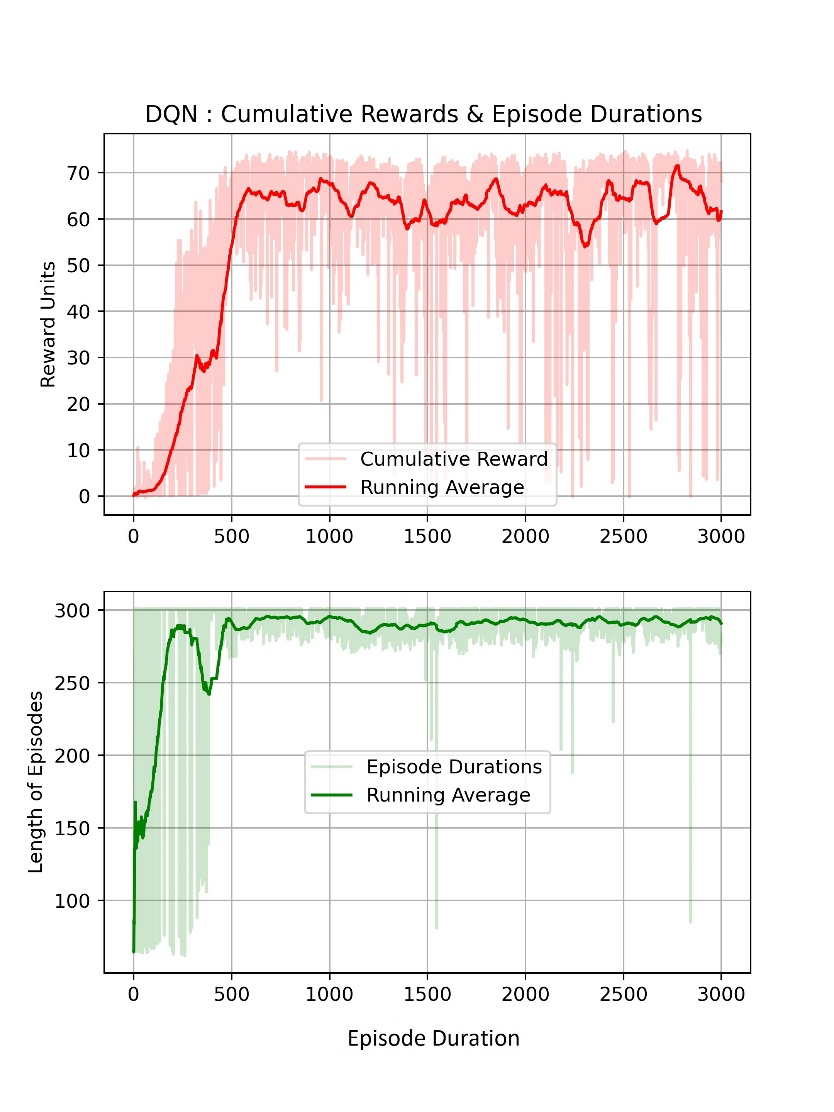 DQN : Cumulative Rewards & Episode Durations
70
60
50
40
30
20
10
0
Reward Units
Cumulative Reward
Running Average
0 500 1000 1500 2000 2500 3000
300
250
200
150
100
Length of Episodes
Episode Durations
Running Average
0 500 1000 1500 2000 2500 3000
Episode Duration